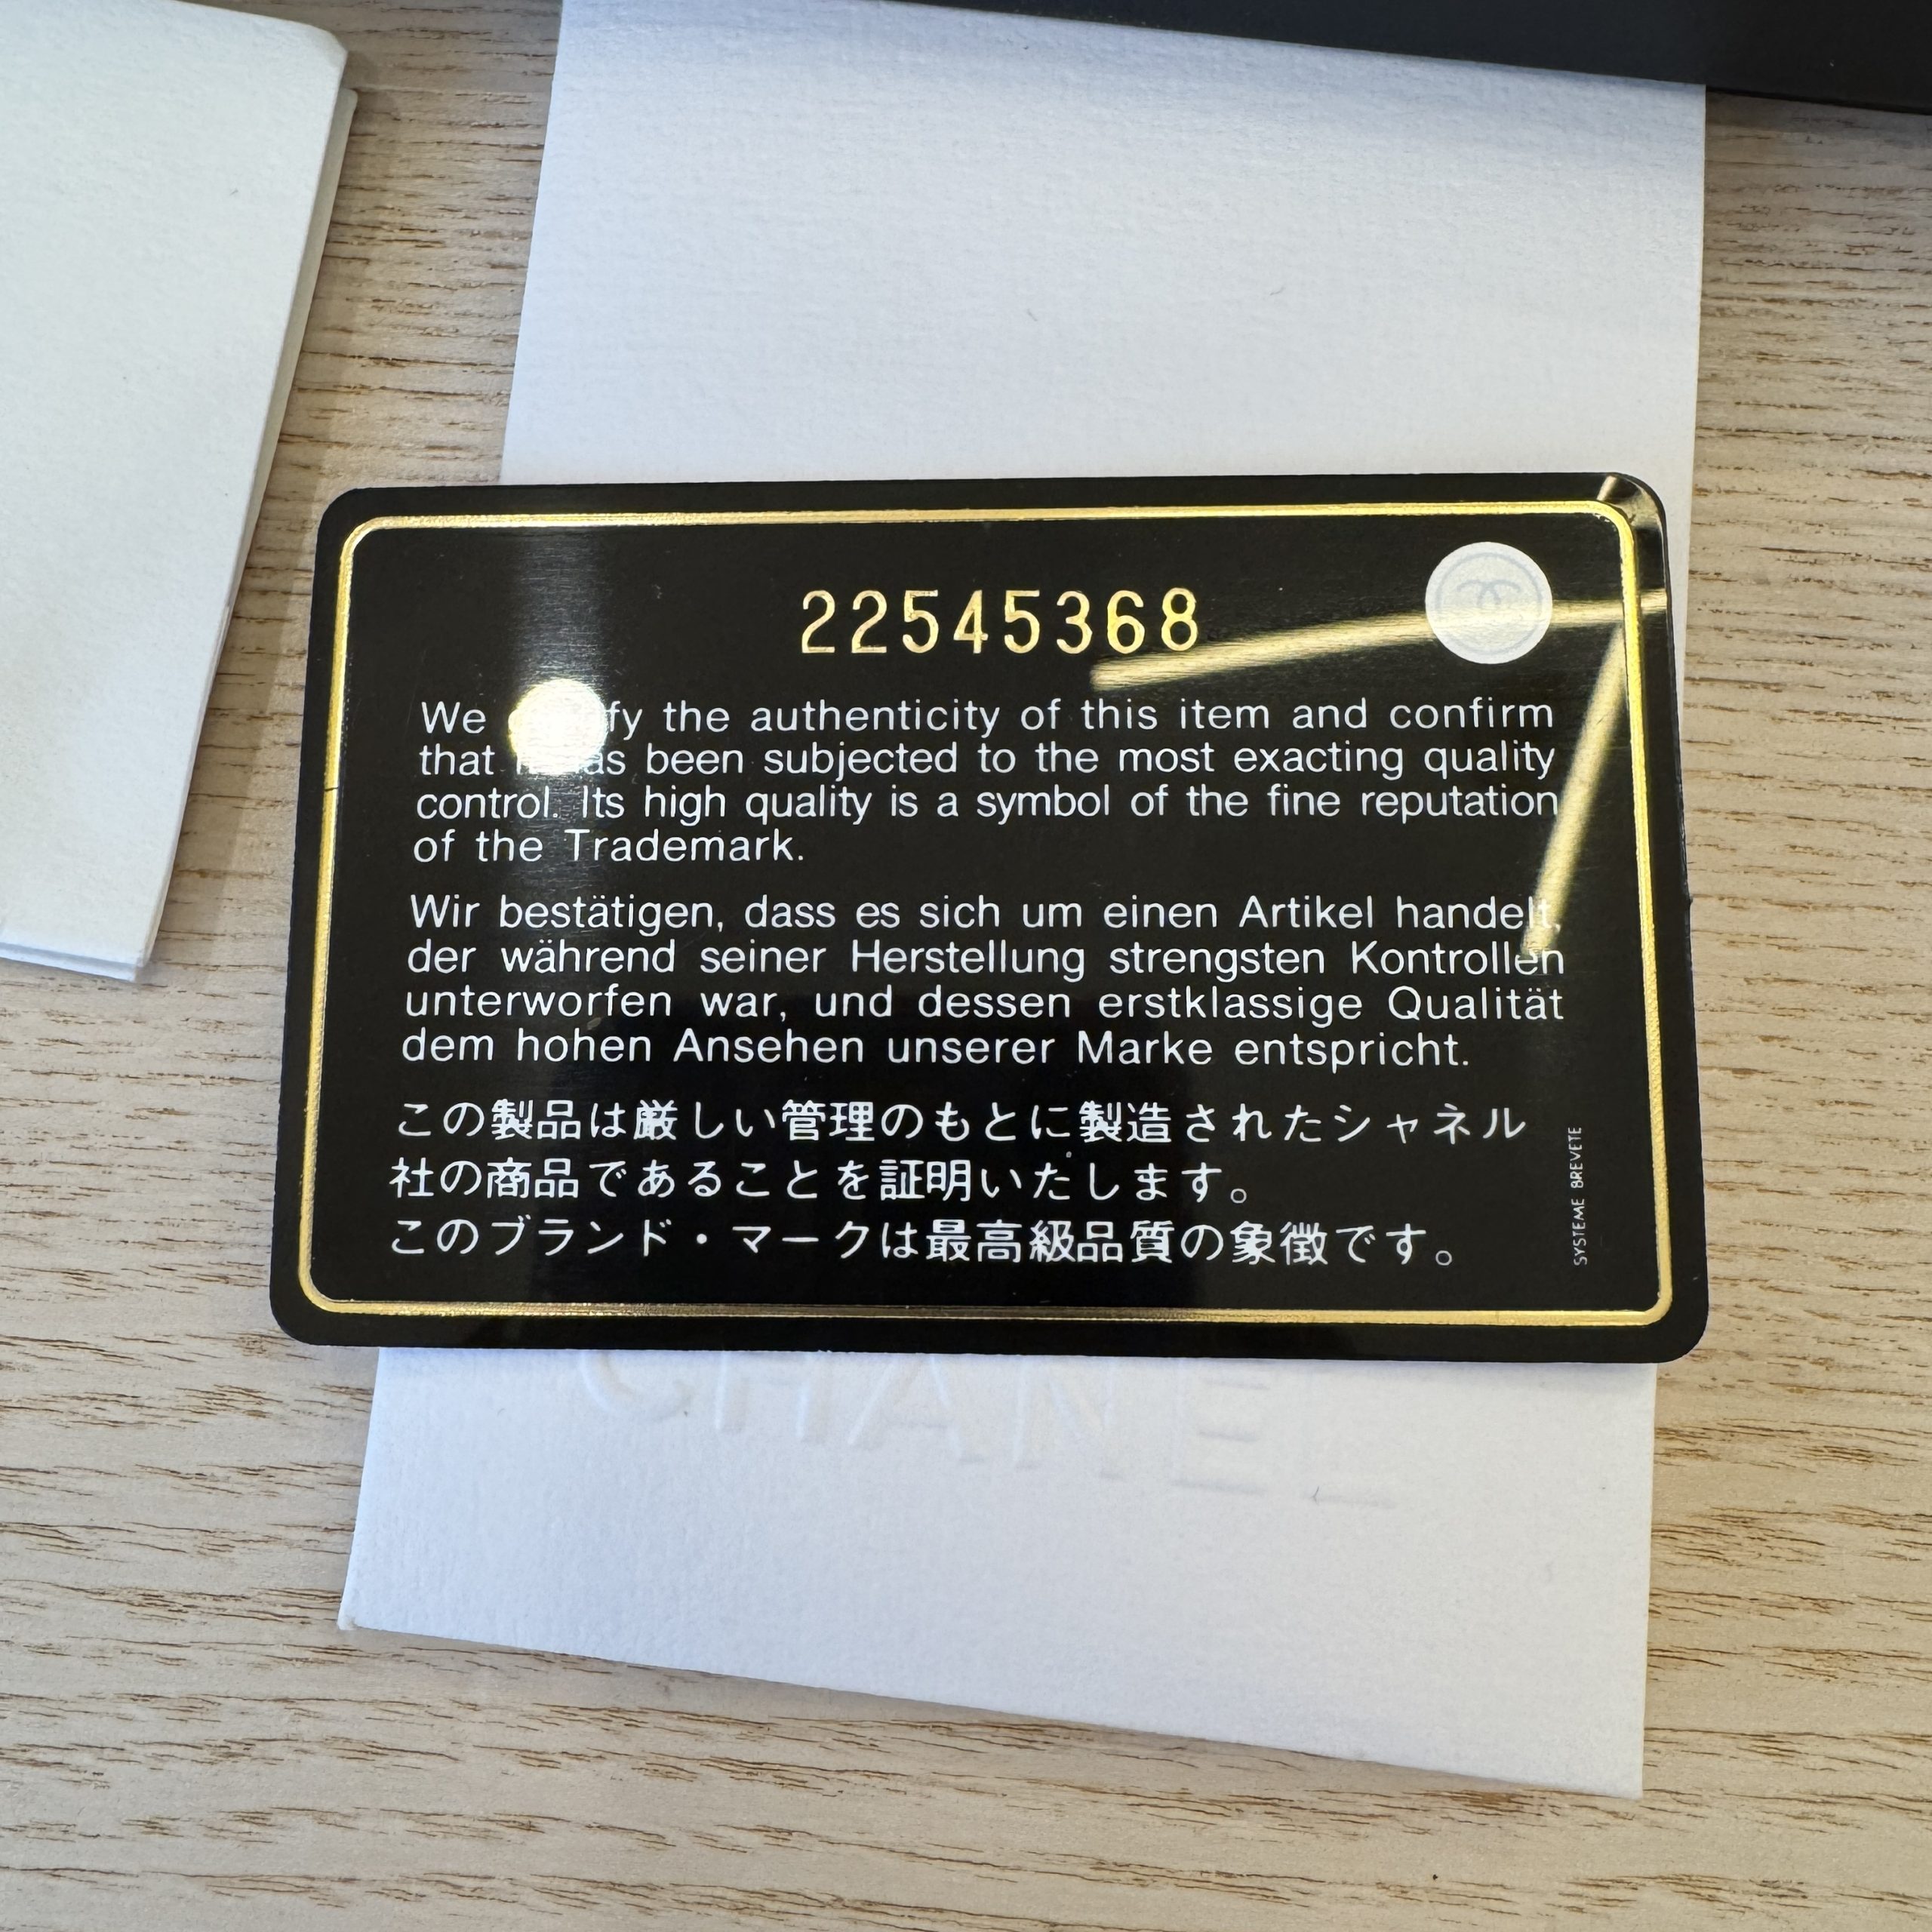 22545368
We the authenticity of this item and confirm
that been subjected to the most exacting quality
control. Its high quality is a symbol of the fine reputation
of the Trademark.
Wir bestätigen, dass es sich um einen Artikel handelt,
der während seiner Herstellung strengsten Kontrollen
unterworfen war, und dessen erstklassige Qualität
dem hohen Ansehen unserer Marke entspricht.
この製品は厳しい管理のもとに製造されたシャネル
社の商品であることを証明いたします。
このブランド・マークは最高級品質の象徴です。
SYSTEME BREVETE
CHANEL